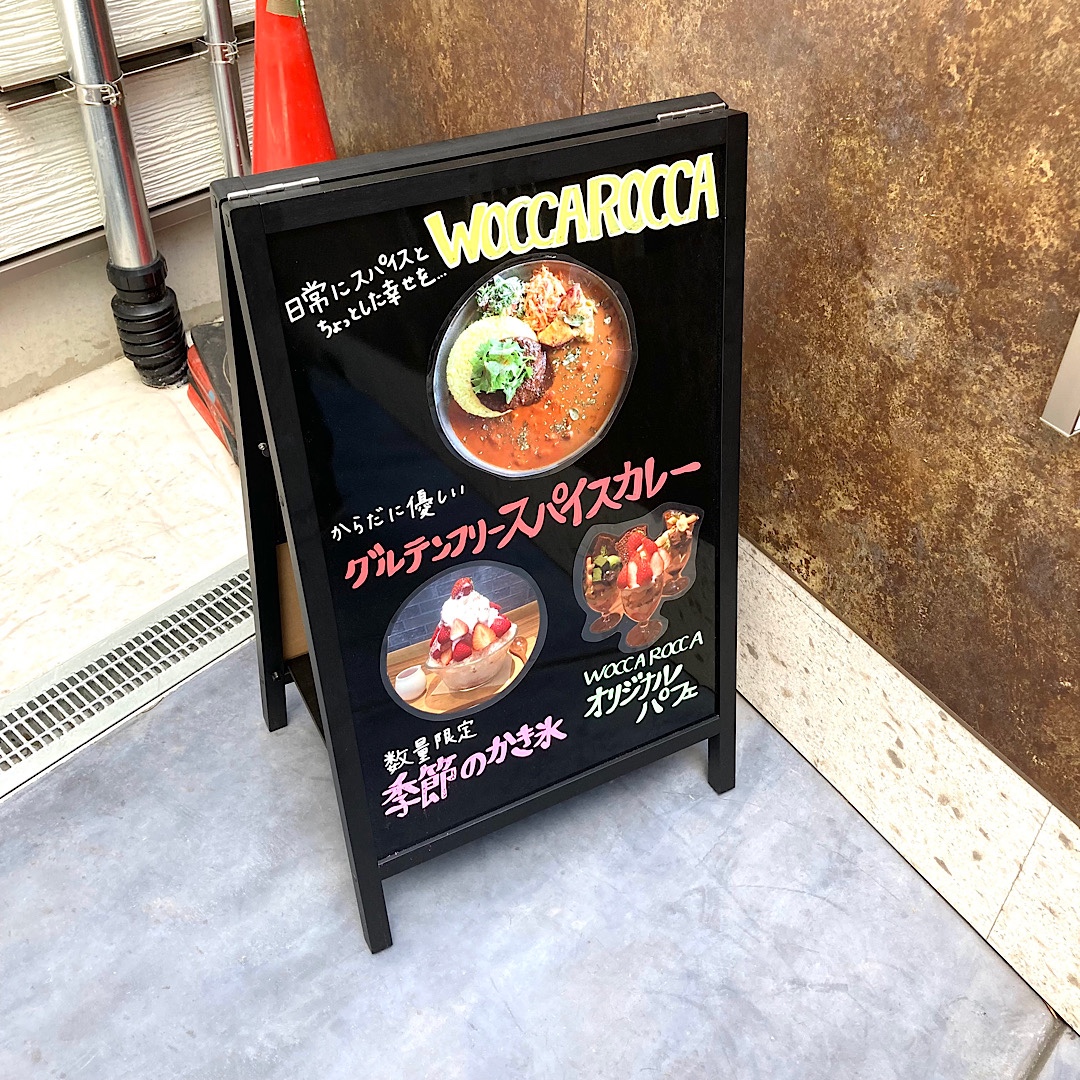 WOCCAROCCA
日常にスパイスと
ちょっとした幸せを...
からだに優しい
グルテンフリースパイスカレー
WOCCA ROCCA
オリジナル
パフェ
数量限定
季節のかき氷